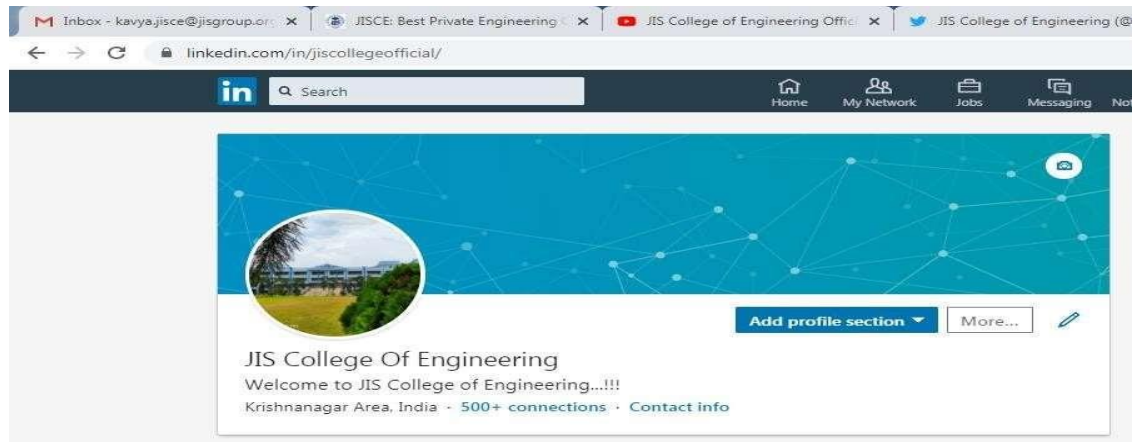 Inbox - kavya.jisce@jisgroup.or
JISCE: Best Private Engineering
JIS College of Engineering Offic
JIS College of Engineering (@
linkedin.com/in/jiscollegeofficial/
in
Search
Home
My Network
Jobs
Messaging
Not
Add profile section
More...
JIS College Of Engineering
Welcome to JIS College of Engineering...!!!
Krishnanagar Area, India · 500+ connections · Contact info